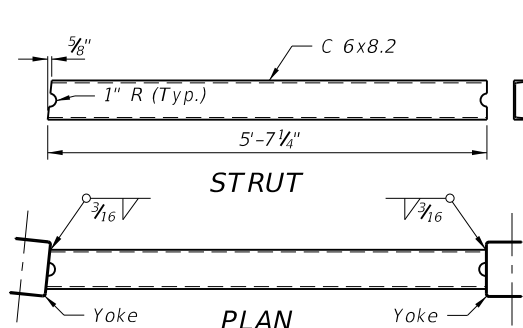 5/8"
C 6x8.2
1" R (Typ.)
5'-7 1/4"
STRUT
3/16
3/16
Yoke
Yoke
PLAN